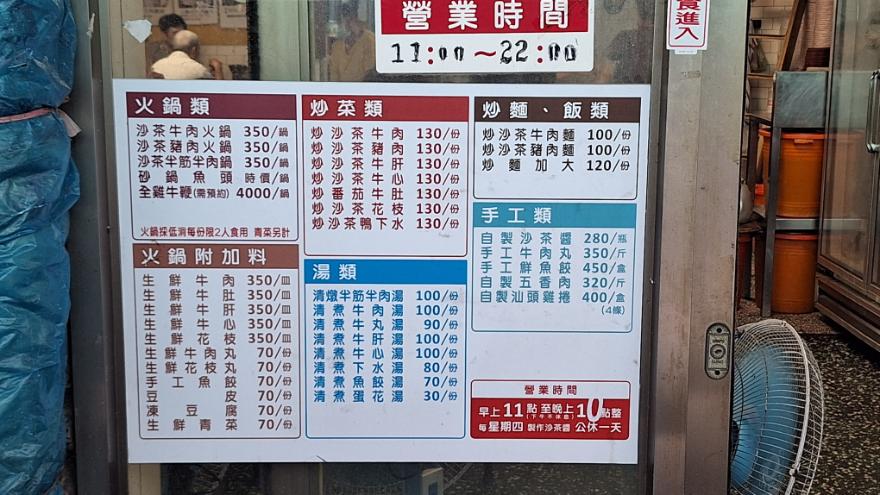 營業時間
11:00～22:00
食進入
火鍋類
沙茶牛肉火鍋 350/鍋
沙茶豬肉火鍋 350/鍋
沙茶半筋半肉鍋 350/鍋
砂鍋魚頭 時價/鍋
全雞牛鞭(需預約) 4000/鍋
火鍋採低消每份限2人食用 青菜另計
火鍋附加料
生鮮牛肉 350/皿
生鮮牛肚 350/皿
生鮮牛肝 350/皿
生鮮牛心 350/皿
生鮮花枝 350/皿
生鮮牛肉丸 70/份
生鮮花枝丸 70/份
手工魚餃 70/份
豆皮 70/份
凍豆腐 70/份
生鮮青菜 70/份
炒菜類
炒沙茶牛肉 130/份
炒沙茶豬肉 130/份
炒沙茶牛肝 130/份
炒沙茶牛心 130/份
炒番茄牛肚 130/份
炒沙茶花枝 130/份
炒沙茶鴨下水 130/份
湯類
清燉半筋半肉湯 100/份
清煮牛肉湯 100/份
清煮牛丸湯 90/份
清煮牛肝湯 100/份
清煮牛心湯 100/份
清煮下水湯 80/份
清煮魚餃湯 70/份
清煮蛋花湯 30/份
炒麵、飯類
炒沙茶牛肉麵 100/份
炒沙茶豬肉麵 100/份
炒麵加大 120/份
手工類
自製沙茶醬 280/瓶
手工牛肉丸 350/斤
手工鮮魚餃 450/盒
自製五香肉 320/斤
自製汕頭雞捲 400/盒
(4條)
營業時間
早上11點至晚上10點整
(下午不休息)
每星期四 製作沙茶醬 公休一天